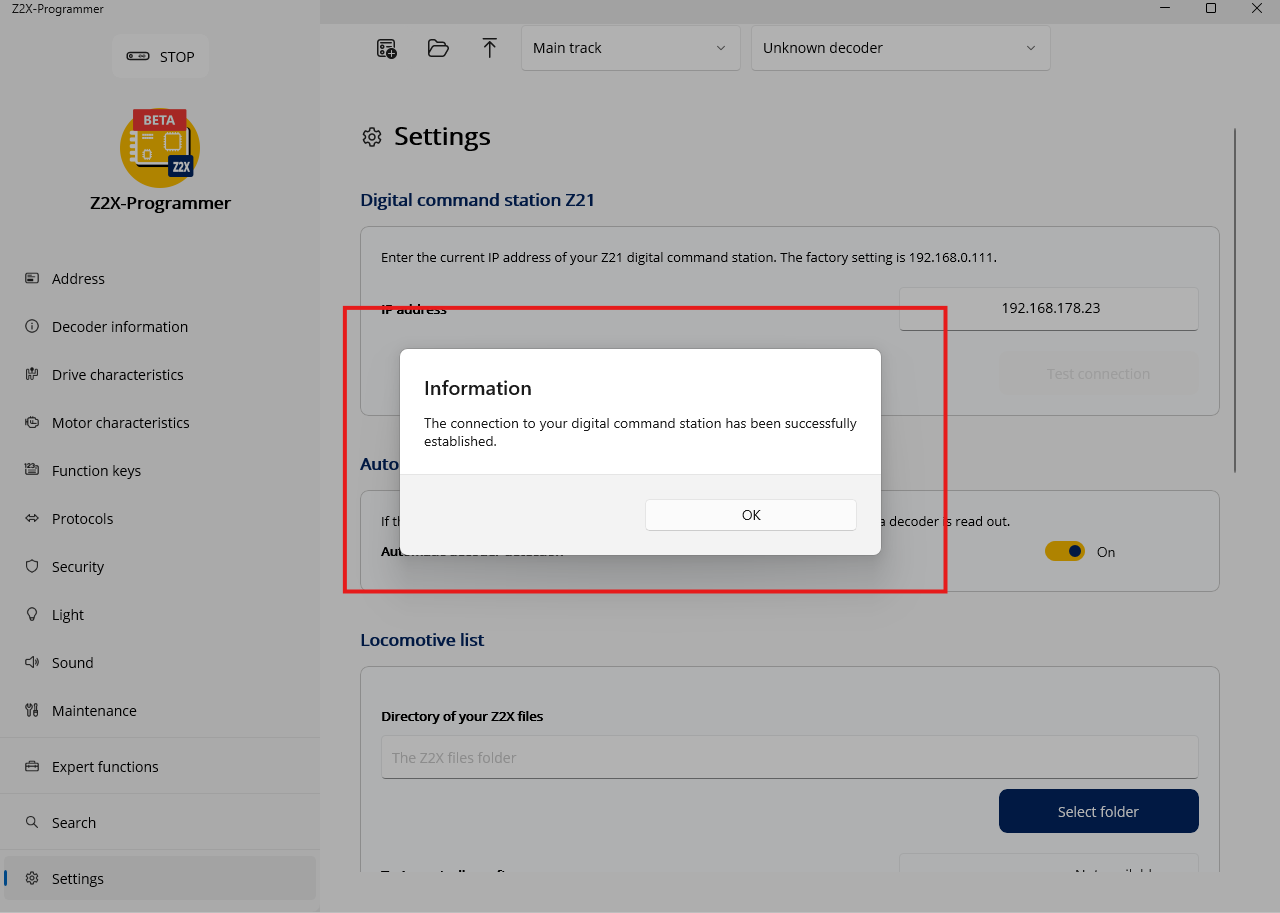 Z2X-Programmer
STOP
Main track
Unknown decoder
BETA
Z2X
Z2X-Programmer
Address
Decoder information
Drive characteristics
Motor characteristics
Function keys
Protocols
Security
Light
Sound
Maintenance
Expert functions
Search
Settings
Settings
Digital command station Z21
Enter the current IP address of your Z21 digital command station. The factory setting is 192.168.0.111.
IP address
192.168.178.23
Test connection
Information
The connection to your digital command station has been successfully
established.
OK
Auto
If th
a decoder is read out.
Automatic decoder detection
On
Locomotive list
Directory of your Z2X files
The Z2X files folder
Select folder